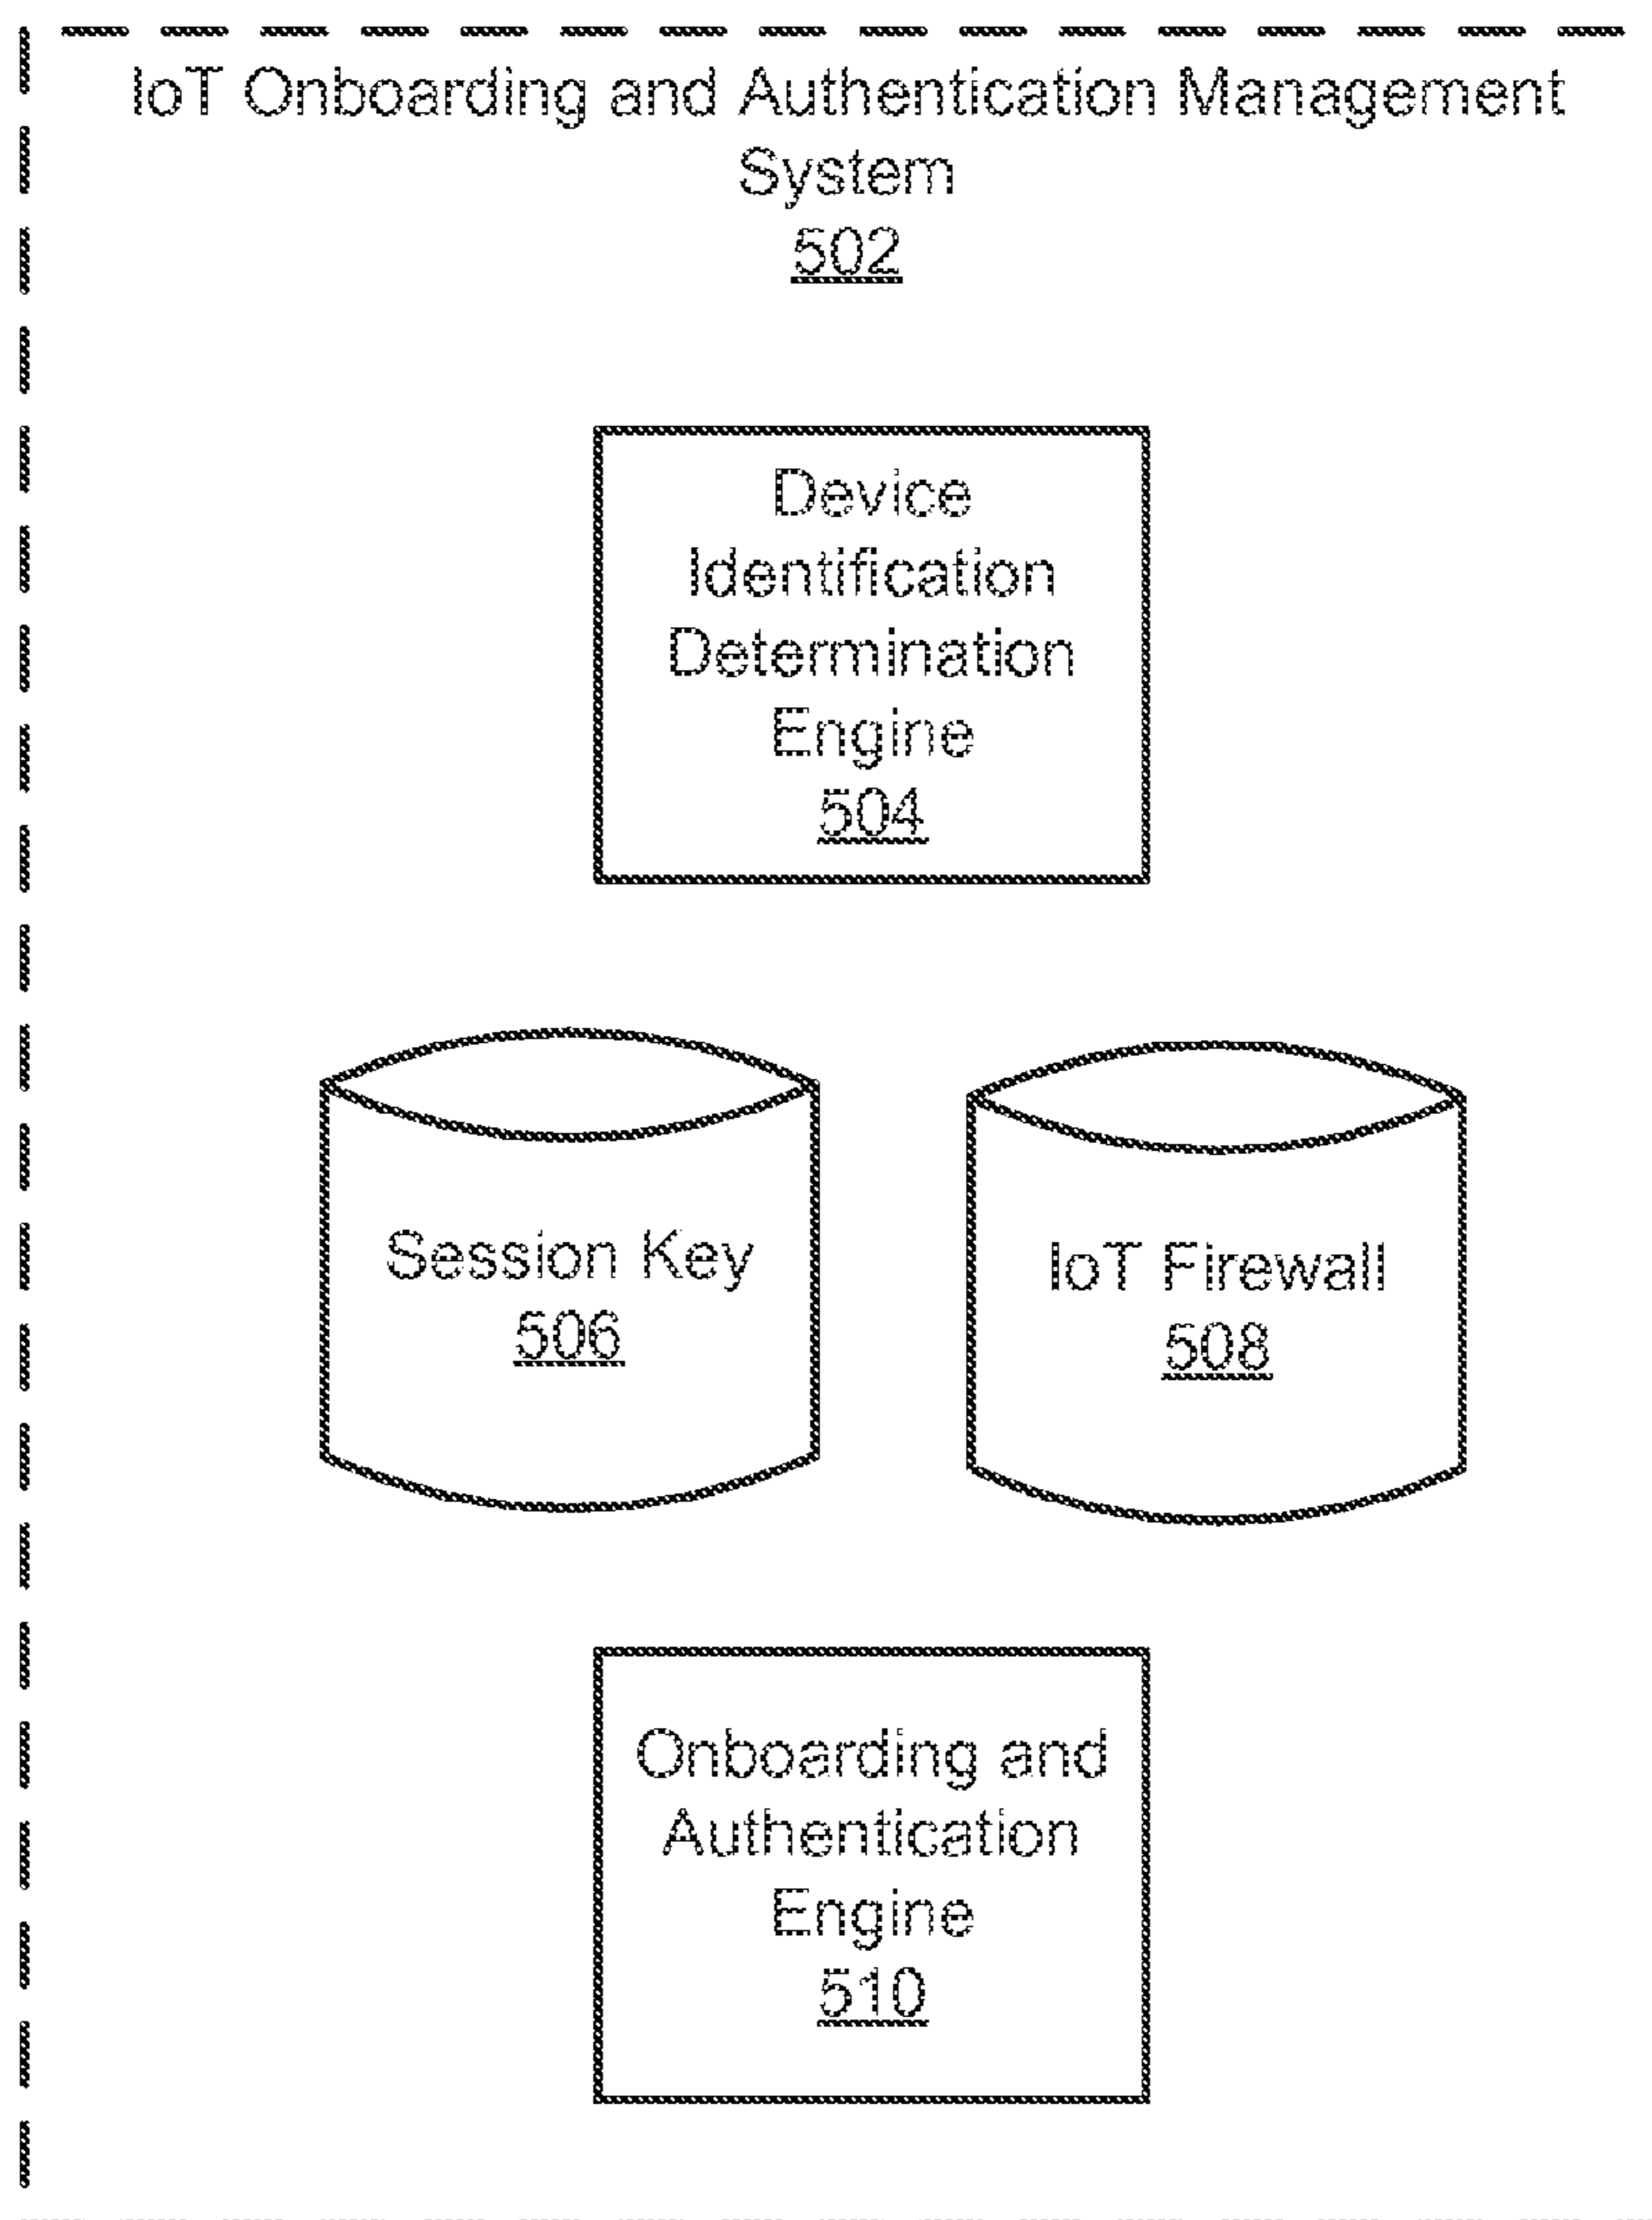 IoT Onboarding and Authentication Management
System
502
Device
Identification
Determination
Engine
504
Session Key
506
IoT Firewall
508
Onboarding and
Authentication
Engine
510